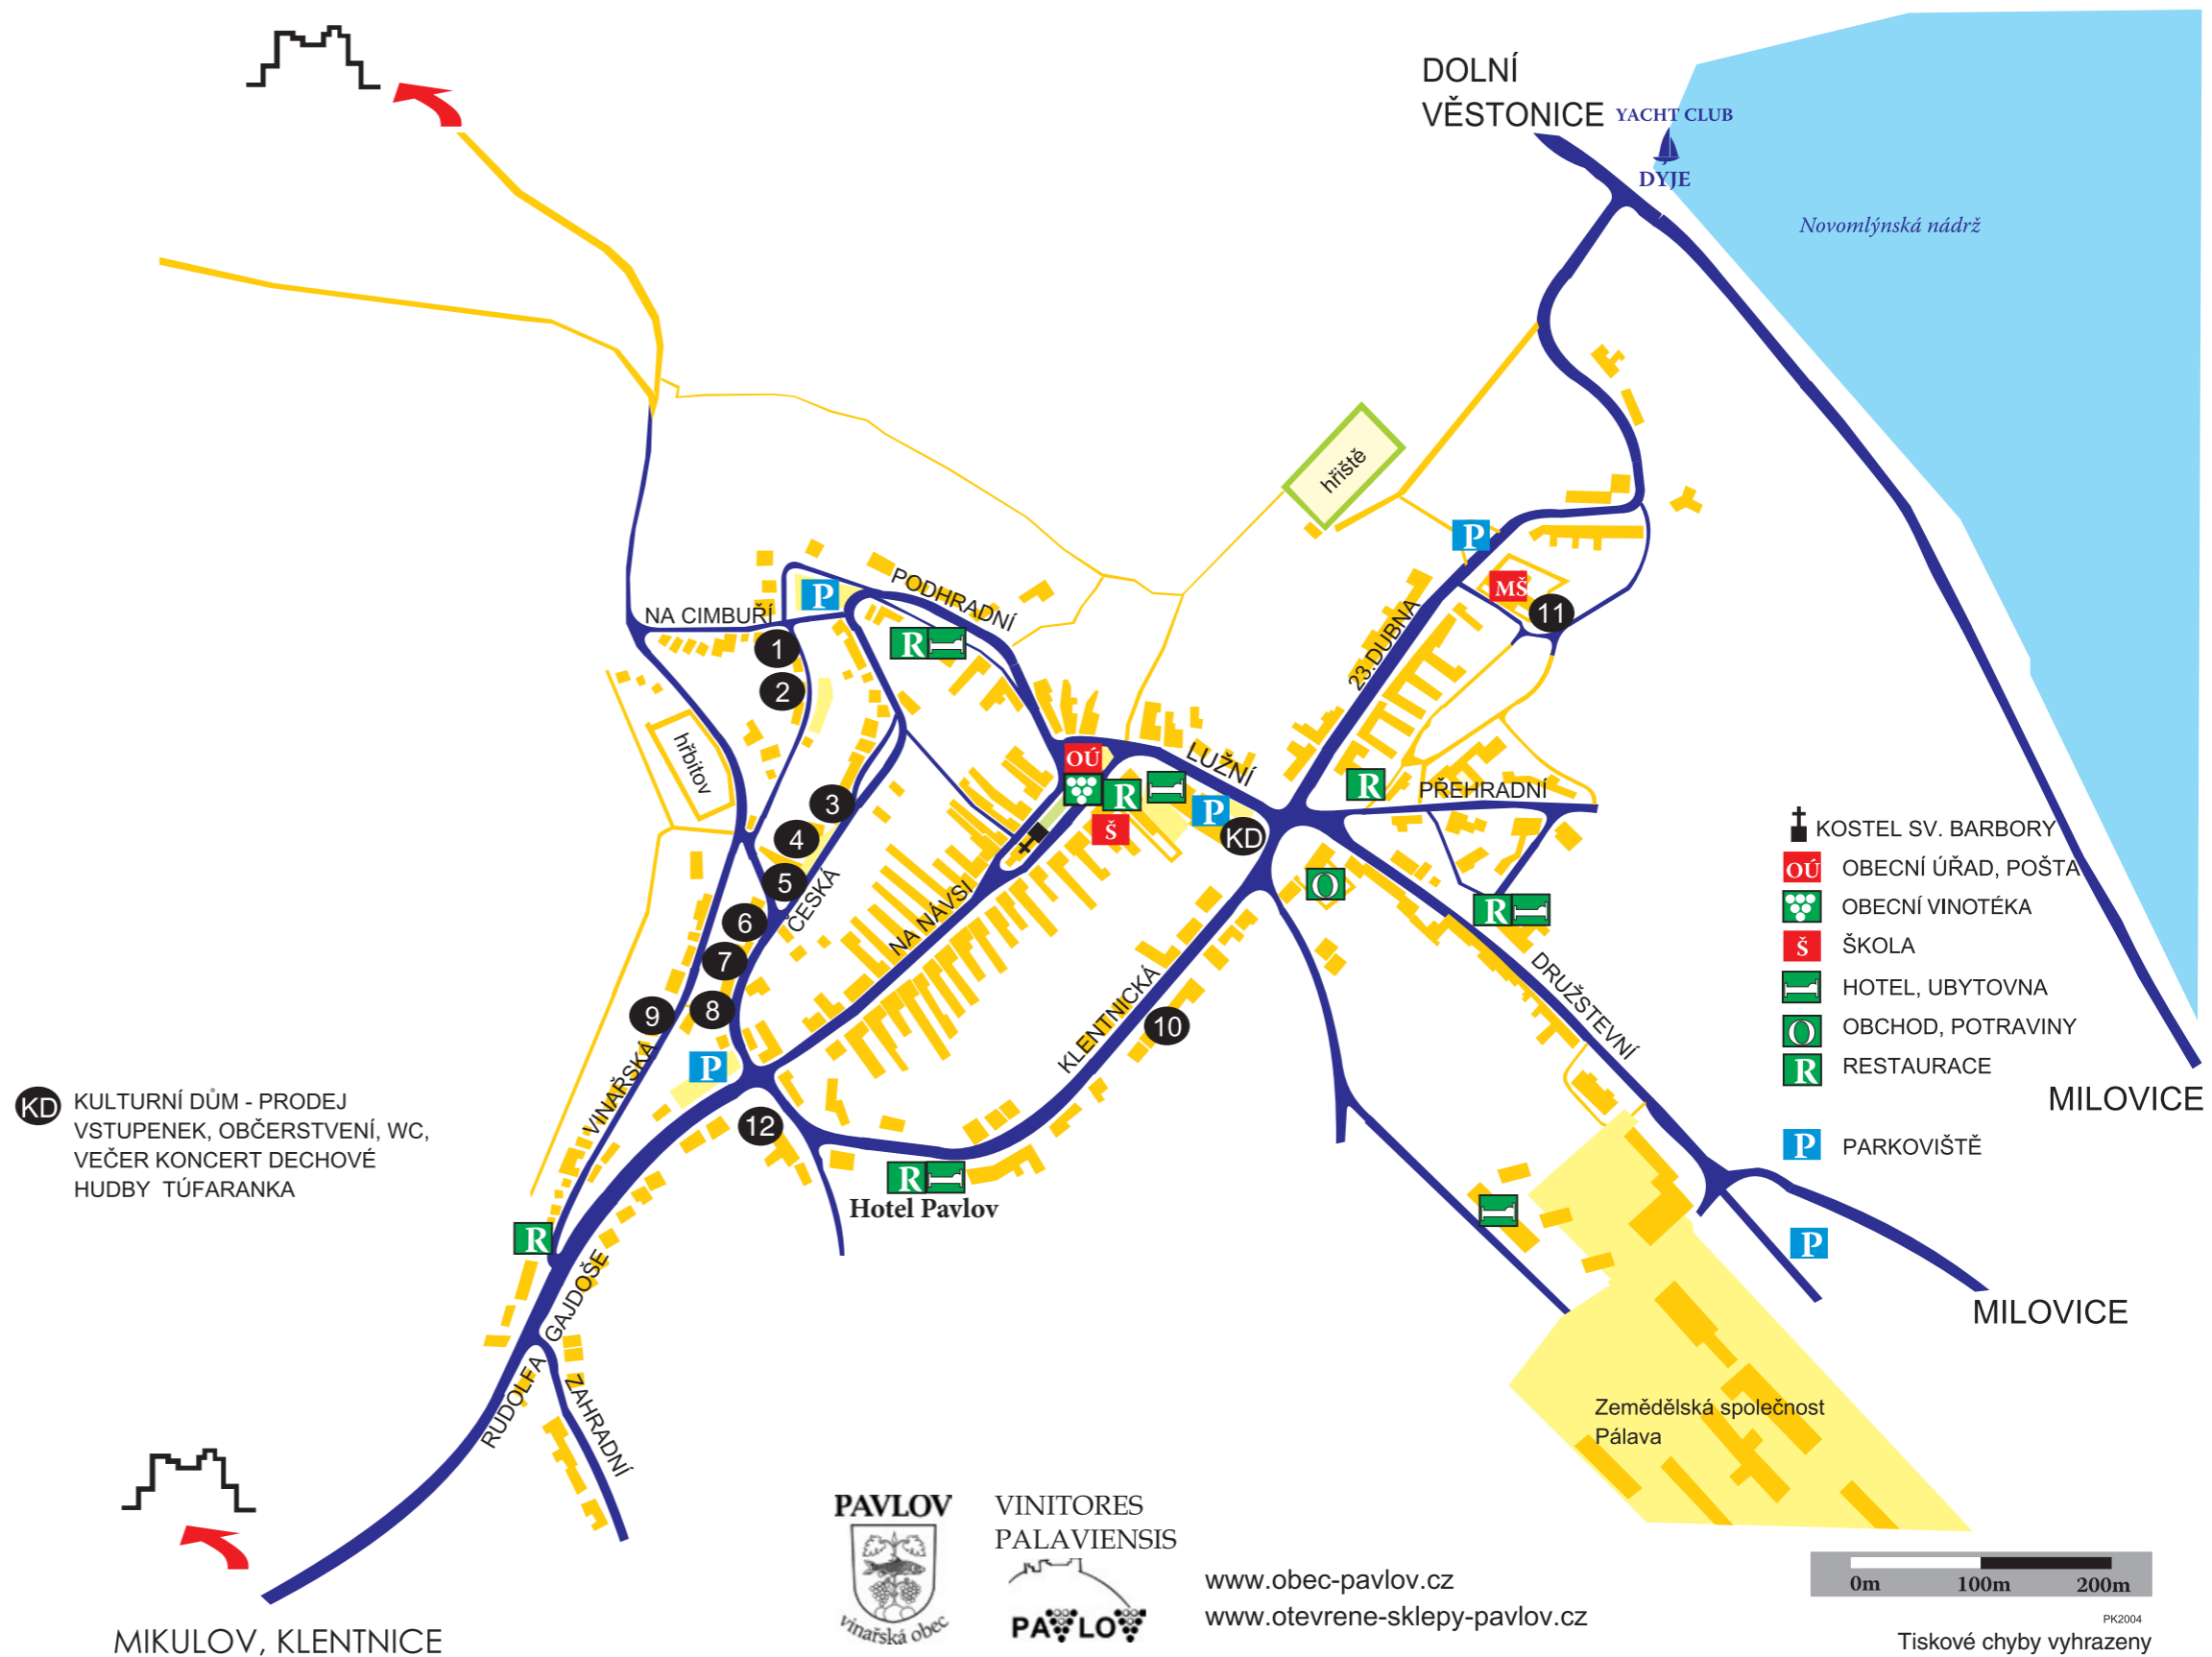 DOLNÍ
VĚSTONICE
YACHT CLUB
DYJE
Novomlýnská nádrž
hřiště
P
MŠ
11
23.DUBNA
PODHRADNÍ
P
NA CIMBUŘÍ
R
1
2
hřbitov
OÚ
LUŽNÍ
R
P
KD
Š
R
PŘEHRADNÍ
3
4
5
ČESKÁ
6
7
8
9
NA NÁVSI
O
R
KLENTNICKÁ
10
DRUŽSTEVNÍ
VINAŘSKÁ
P
12
R
Hotel Pavlov
R
RUDOLFA GAJDOŠE
ZAHRADNÍ
P
KOSTEL SV. BARBORY
OÚ OBECNÍ ÚŘAD, POŠTA
OBECNÍ VINOTÉKA
Š ŠKOLA
HOTEL, UBYTOVNA
O OBCHOD, POTRAVINY
R RESTAURACE
P PARKOVIŠTĚ
MILOVICE
MILOVICE
KD KULTURNÍ DŮM - PRODEJ
VSTUPENEK, OBČERSTVENÍ, WC,
VEČER KONCERT DECHOVÉ
HUDBY TÚFARANKA
Zemědělská společnost
Pálava
MIKULOV, KLENTNICE
PAVLOV
vinařská obec
VINITORES
PALAVIENSIS
PAVLOV
www.obec-pavlov.cz
www.otevrene-sklepy-pavlov.cz
0m 100m 200m
PK2004
Tiskové chyby vyhrazeny